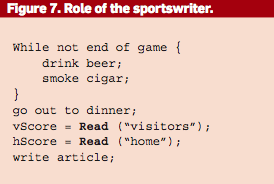 Figure 7. Role of the sportswriter.
While not end of game {
    drink beer;
    smoke cigar;
}
go out to dinner;
vScore = Read ("visitors");
hScore = Read ("home");
write article;